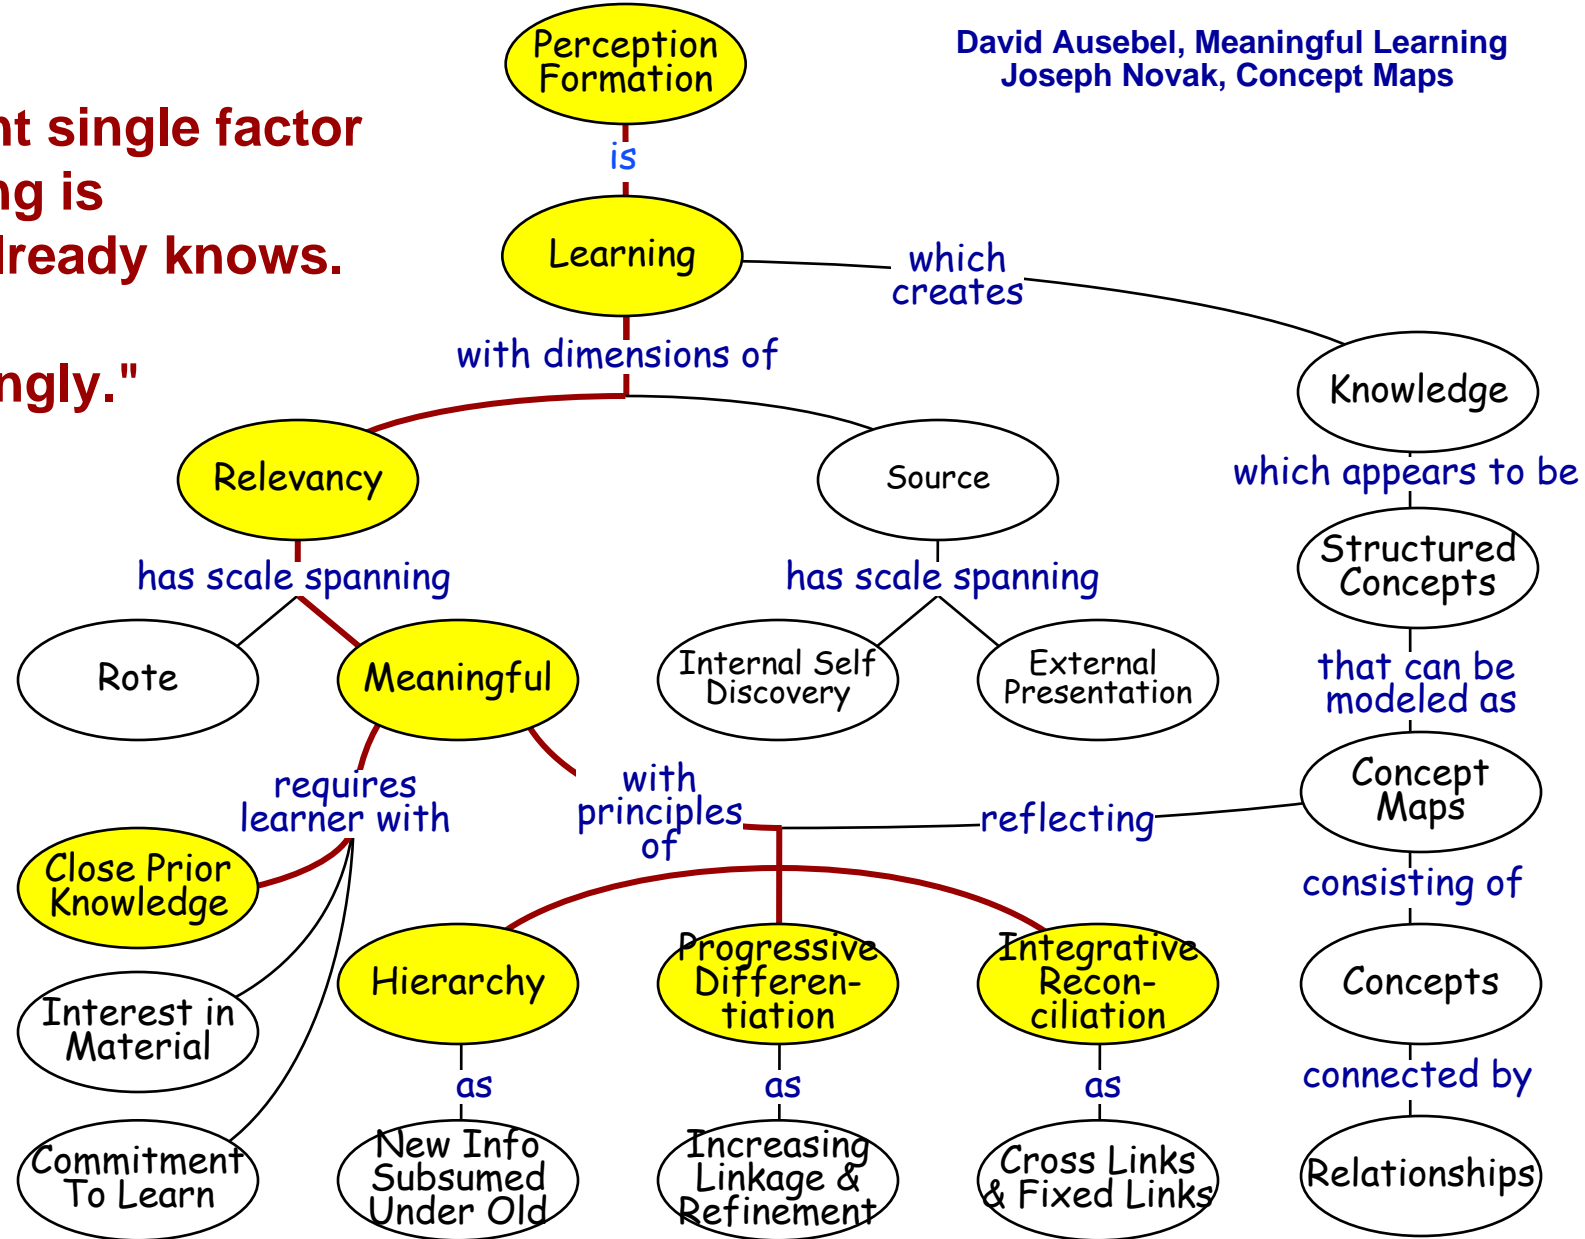 David Ausebel, Meaningful Learning
Joseph Novak, Concept Maps
nt single factor
ng is
lready knows.
ngly."
Perception
Formation
is
Learning
which
creates
with dimensions of
Knowledge
Relevancy
Source
which appears to be
has scale spanning
has scale spanning
Structured
Concepts
Rote
Meaningful
Internal Self
Discovery
External
Presentation
that can be
modeled as
requires
learner with
with
principles
of
reflecting
Concept
Maps
Close Prior
Knowledge
consisting of
Hierarchy
Progressive
Differen-
tiation
Integrative
Recon-
ciliation
Concepts
Interest in
Material
as
as
as
connected by
Commitment
To Learn
New Info
Subsumed
Under Old
Increasing
Linkage &
Refinement
Cross Links
& Fixed Links
Relationships